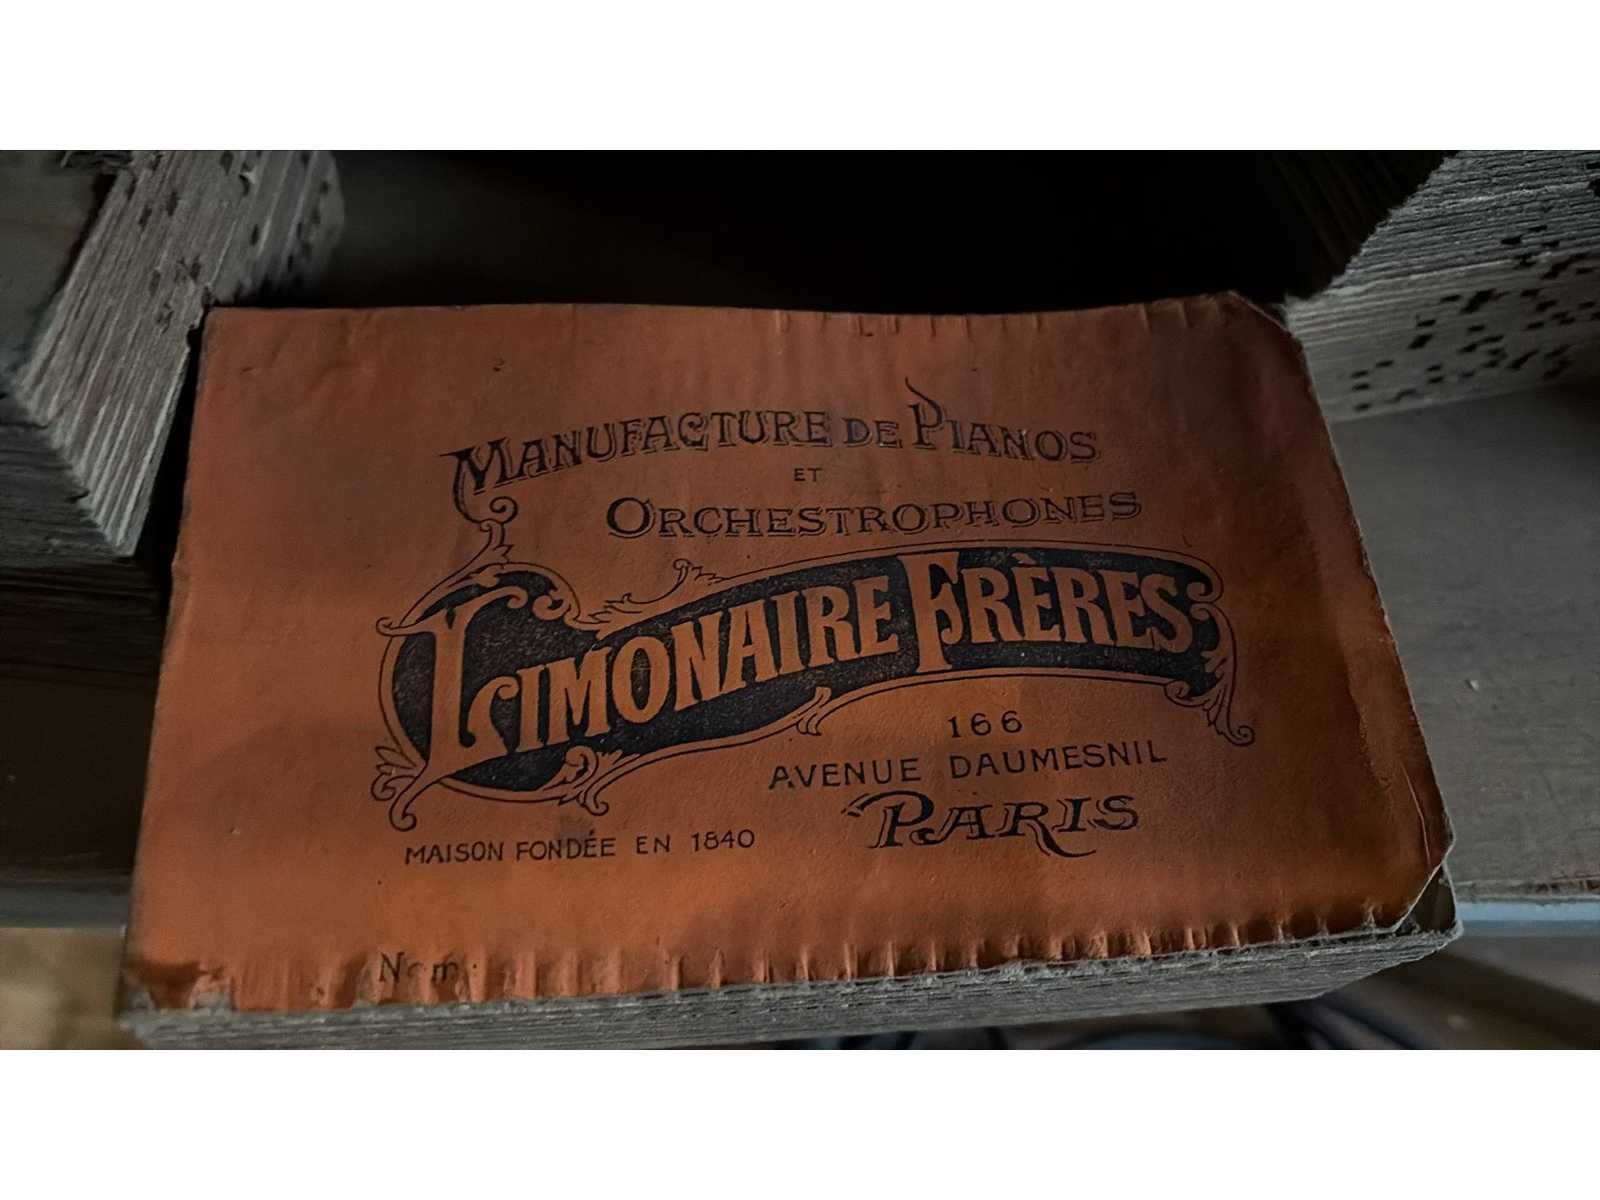 MANUFACTURE DE PIANOS
ET
ORCHESTROPHONES
LIMONAIRE FRÈRES
166
AVENUE DAUMESNIL
PARIS
MAISON FONDÉE EN 1840
Nom: